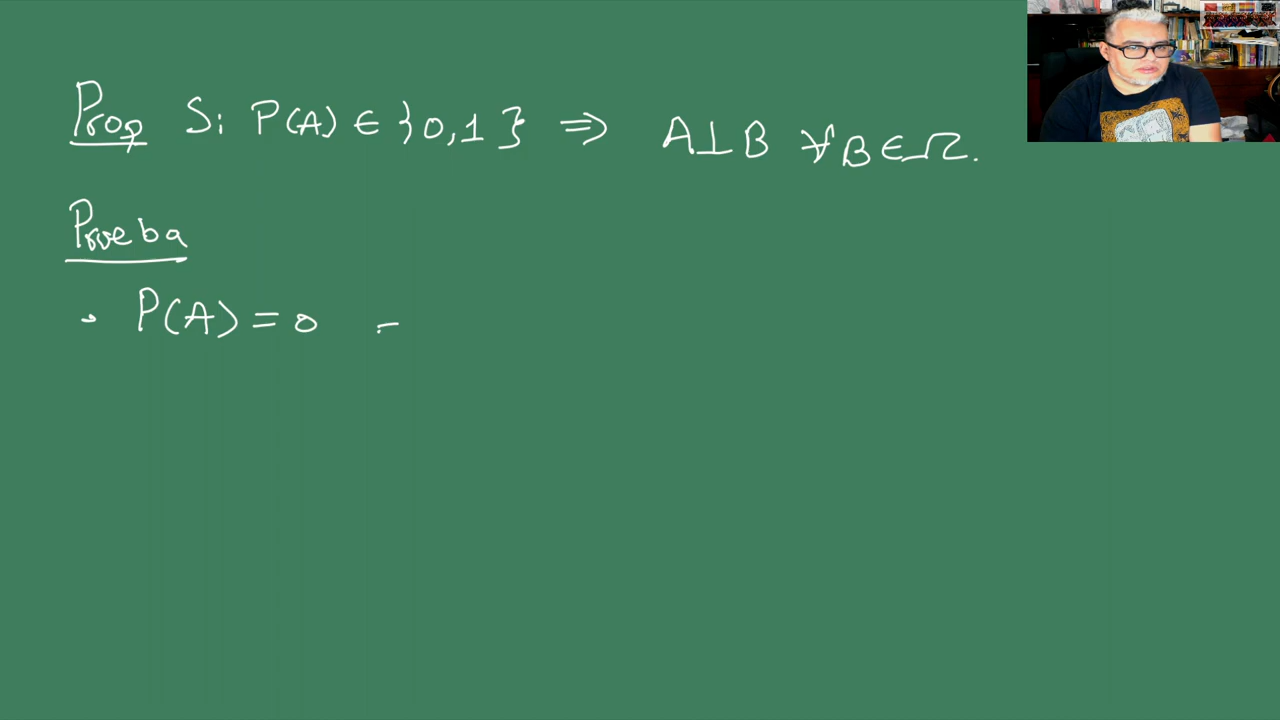 Prop Si P(A) ∈ {0,1} ⇒ A⊥B ∀B∈Ω.
Prueba
• P(A) = 0 =